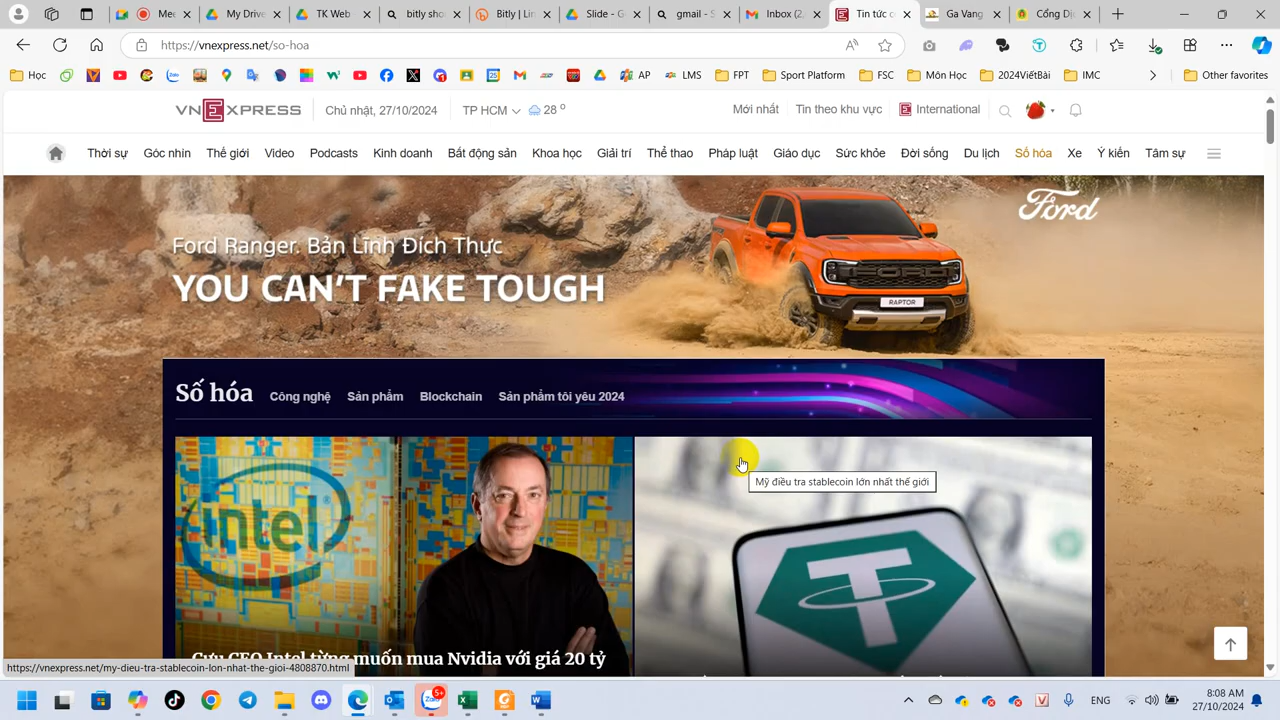 MExpress
TK Web
bitly shor
Bitly | Lin
Slide - G
gmail - S
Inbox (2,
Tin tức c
Ga Vang
Cổng Dị
https://vnexpress.net/so-hoa
Học
AP
LMS
FPT
Sport Platform
FSC
Môn Học
2024ViếtBài
IMC
Other favorites
VNEXPRESS
Chủ nhật, 27/10/2024
TP HCM
28°
Mới nhất
Tin theo khu vực
International
Thời sự
Góc nhìn
Thế giới
Video
Podcasts
Kinh doanh
Bất động sản
Khoa học
Giải trí
Thể thao
Pháp luật
Giáo dục
Sức khỏe
Đời sống
Du lịch
Số hóa
Xe
Ý kiến
Tâm sự
Ford
Ford Ranger. Bản Lĩnh Đích Thực
YOU CAN'T FAKE TOUGH
RAPTOR
Số hóa
Công nghệ
Sản phẩm
Blockchain
Sản phẩm tôi yêu 2024
Mỹ điều tra stablecoin lớn nhất thế giới
intel
Cựu CEO Intel từng muốn mua Nvidia với giá 20 tỷ
https://vnexpress.net/my-dieu-tra-stablecoin-lon-nhat-the-gioi-4808870.html
5+
ENG
8:08 AM
27/10/2024